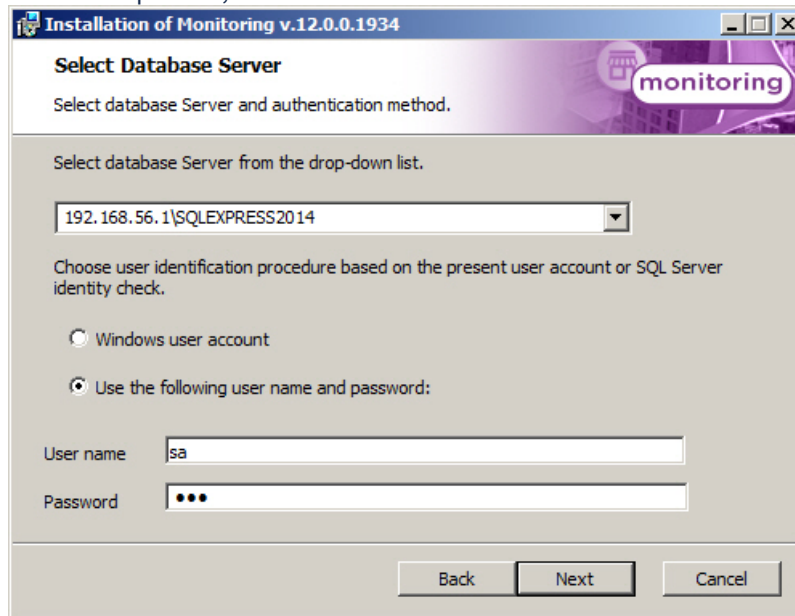 Installation of Monitoring v.12.0.0.1934
Select Database Server
monitoring
Select database Server and authentication method.
Select database Server from the drop-down list.
192.168.56.1\SQLEXPRESS2014
Choose user identification procedure based on the present user account or SQL Server
identity check.
Windows user account
Use the following user name and password:
User name sa
Password •••
Back Next Cancel